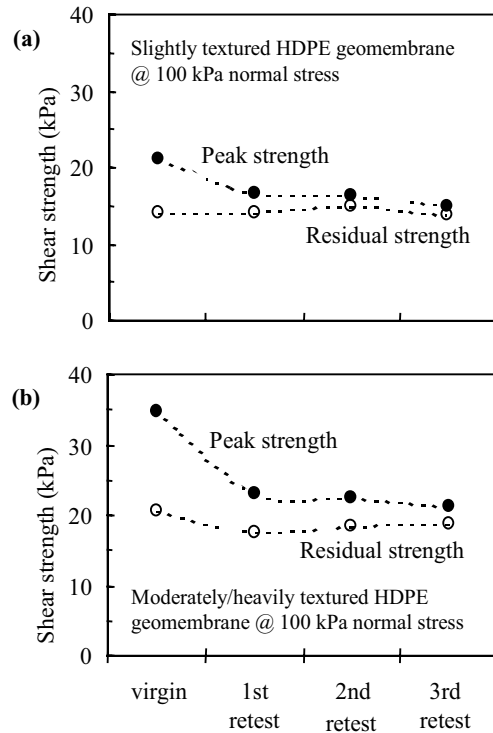 (a)
40
30
20
10
0
Shear strength (kPa)
Slightly textured HDPE geomembrane
@ 100 kPa normal stress
Peak strength
Residual strength
(b)
40
30
20
10
0
Shear strength (kPa)
Peak strength
Residual strength
Moderately/heavily textured HDPE
geomembrane @ 100 kPa normal stress
virgin
1st
retest
2nd
retest
3rd
retest